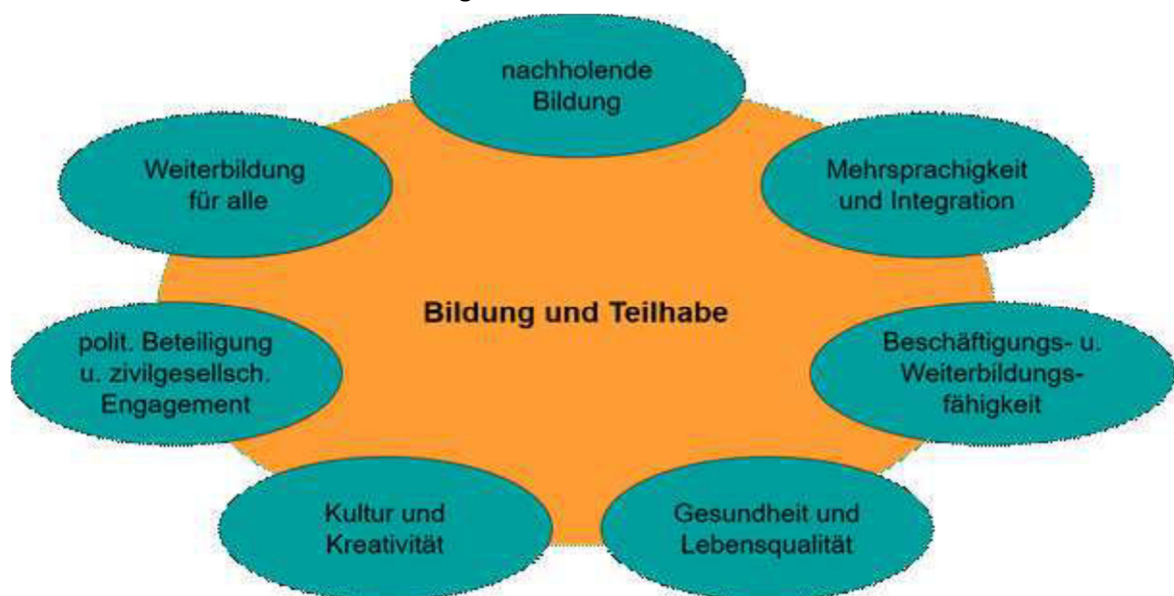 nachholende
Bildung
Weiterbildung
für alle
Mehrsprachigkeit
und Integration
Bildung und Teilhabe
polit. Beteiligung
u. zivilgesellsch.
Engagement
Beschäftigungs- u.
Weiterbildungs-
fähigkeit
Kultur und
Kreativität
Gesundheit und
Lebensqualität